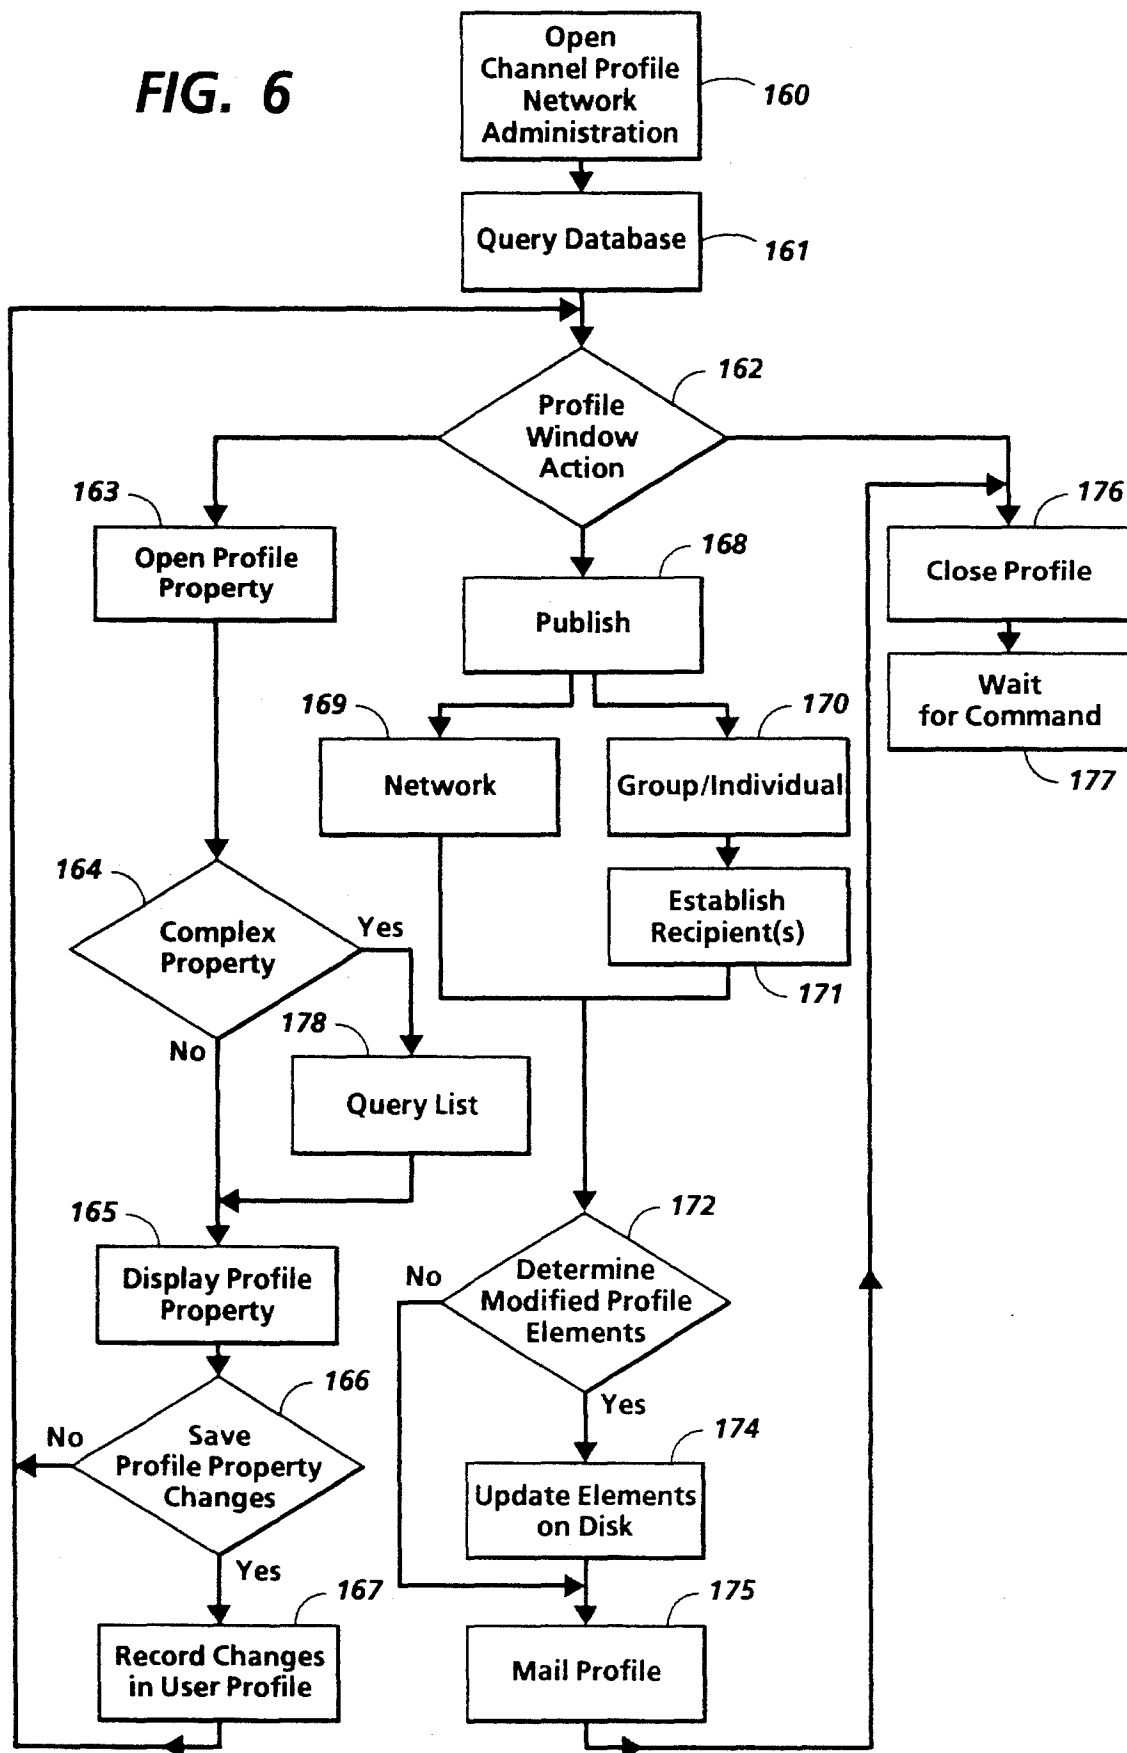 FIG. 6
Open
Channel Profile
Network
Administration
160
Query Database
161
162
Profile
Window
Action
163
Open Profile
Property
168
Publish
176
Close Profile
Wait
for Command
177
169
Network
170
Group/Individual
Establish
Recipient(s)
171
164
Complex
Property
Yes
No
178
Query List
165
Display Profile
Property
172
Determine
Modified Profile
Elements
No
Yes
166
Save
Profile Property
Changes
No
Yes
174
Update Elements
on Disk
167
Record Changes
in User Profile
175
Mail Profile